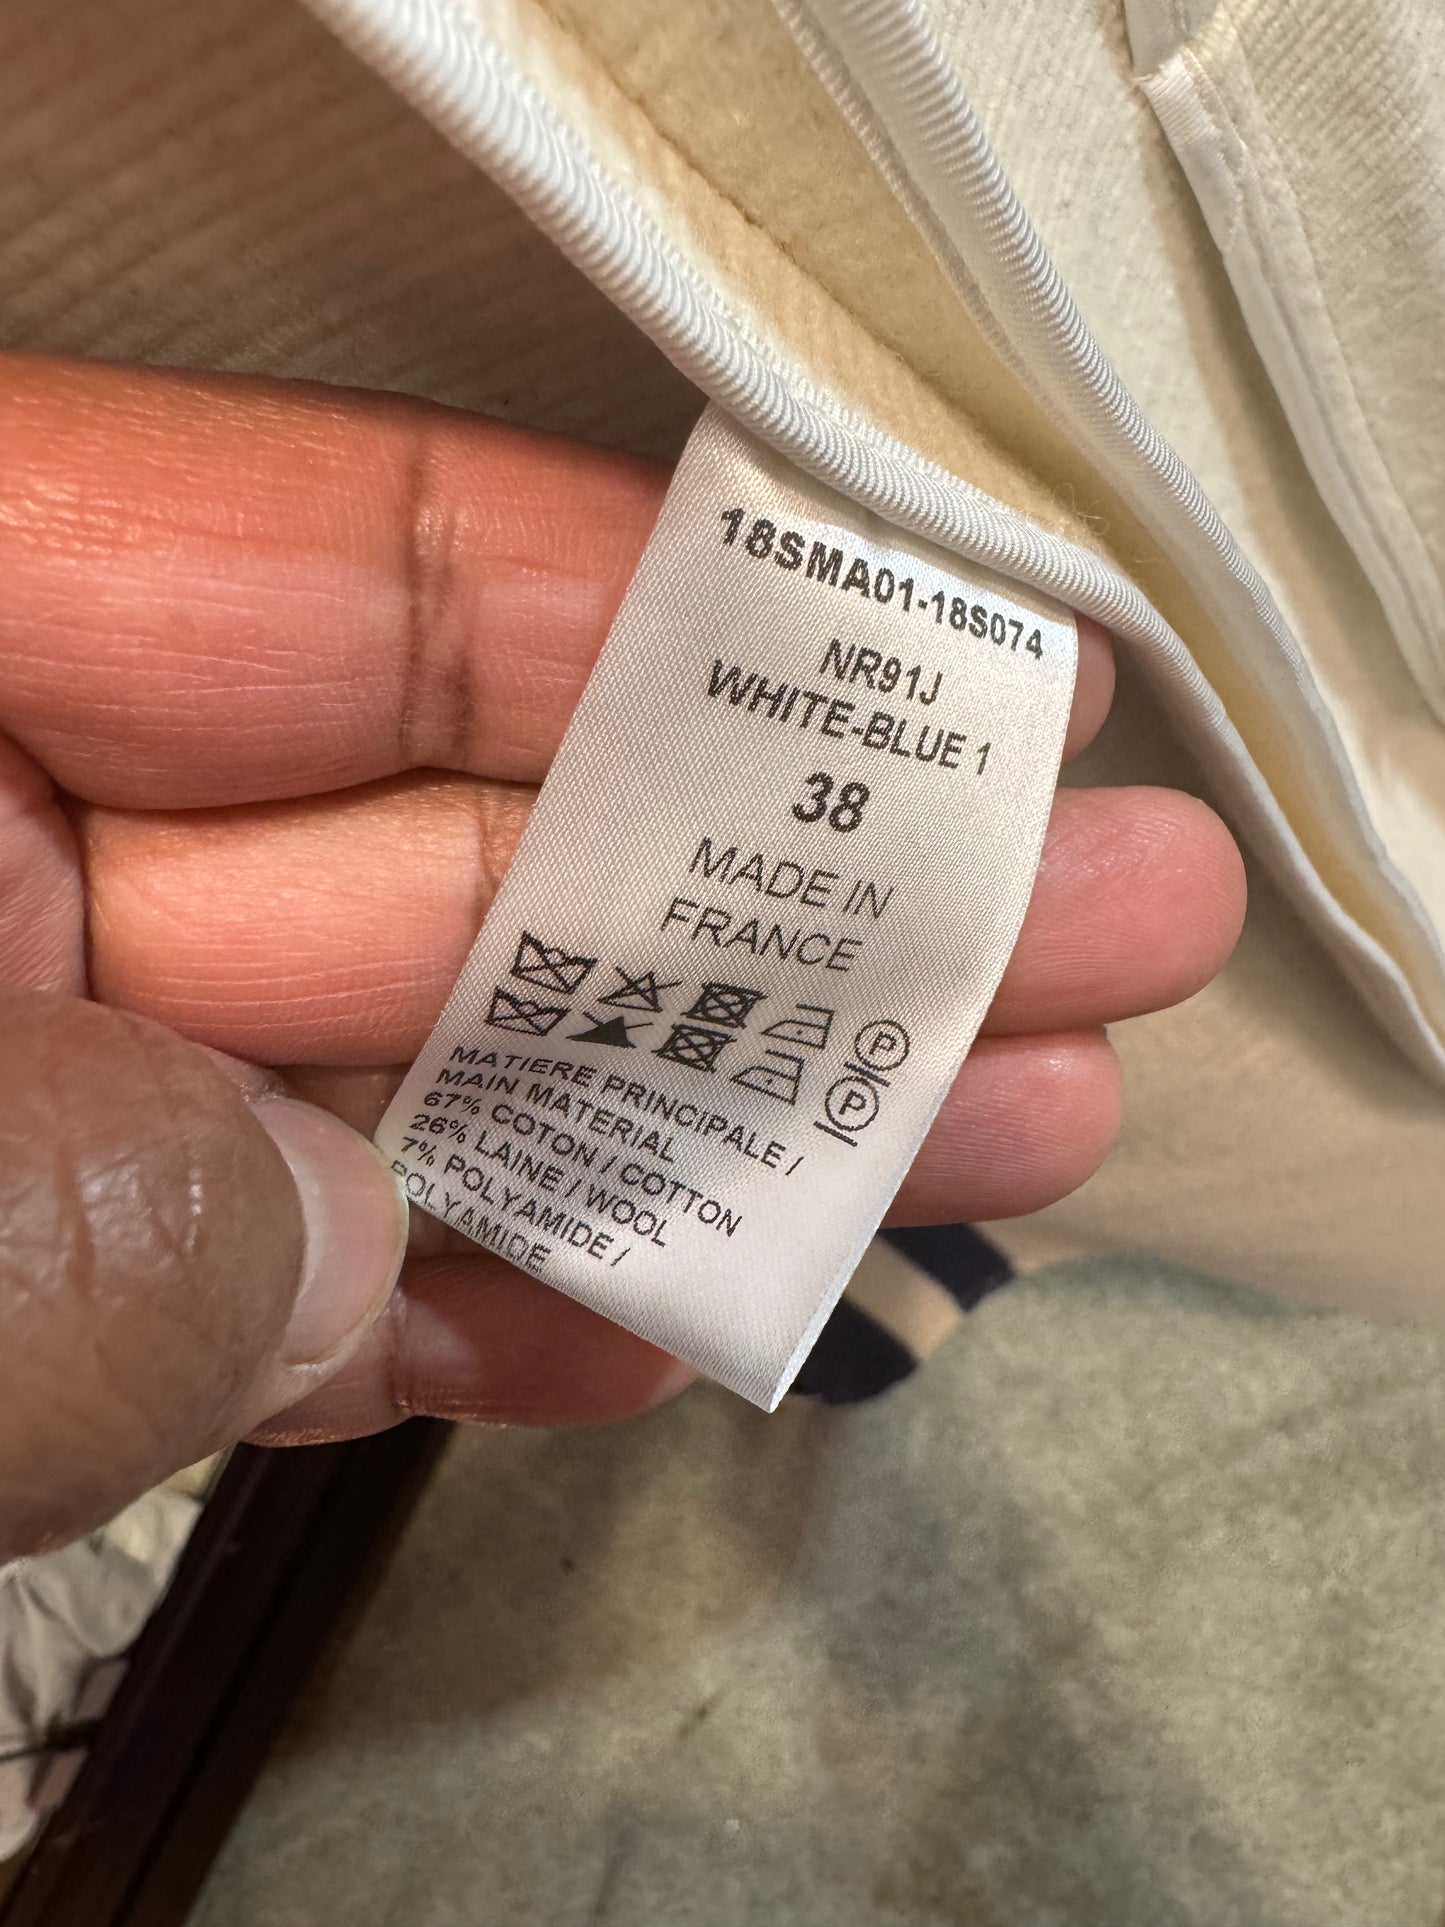 18SMA01-18S074
NR91J
WHITE-BLUE 1
38
MADE IN
FRANCE
P
P
MATIERE PRINCIPALE /
MAIN MATERIAL
67% COTON / COTTON
26% LAINE / WOOL
7% POLYAMIDE /
POLYAMIDE